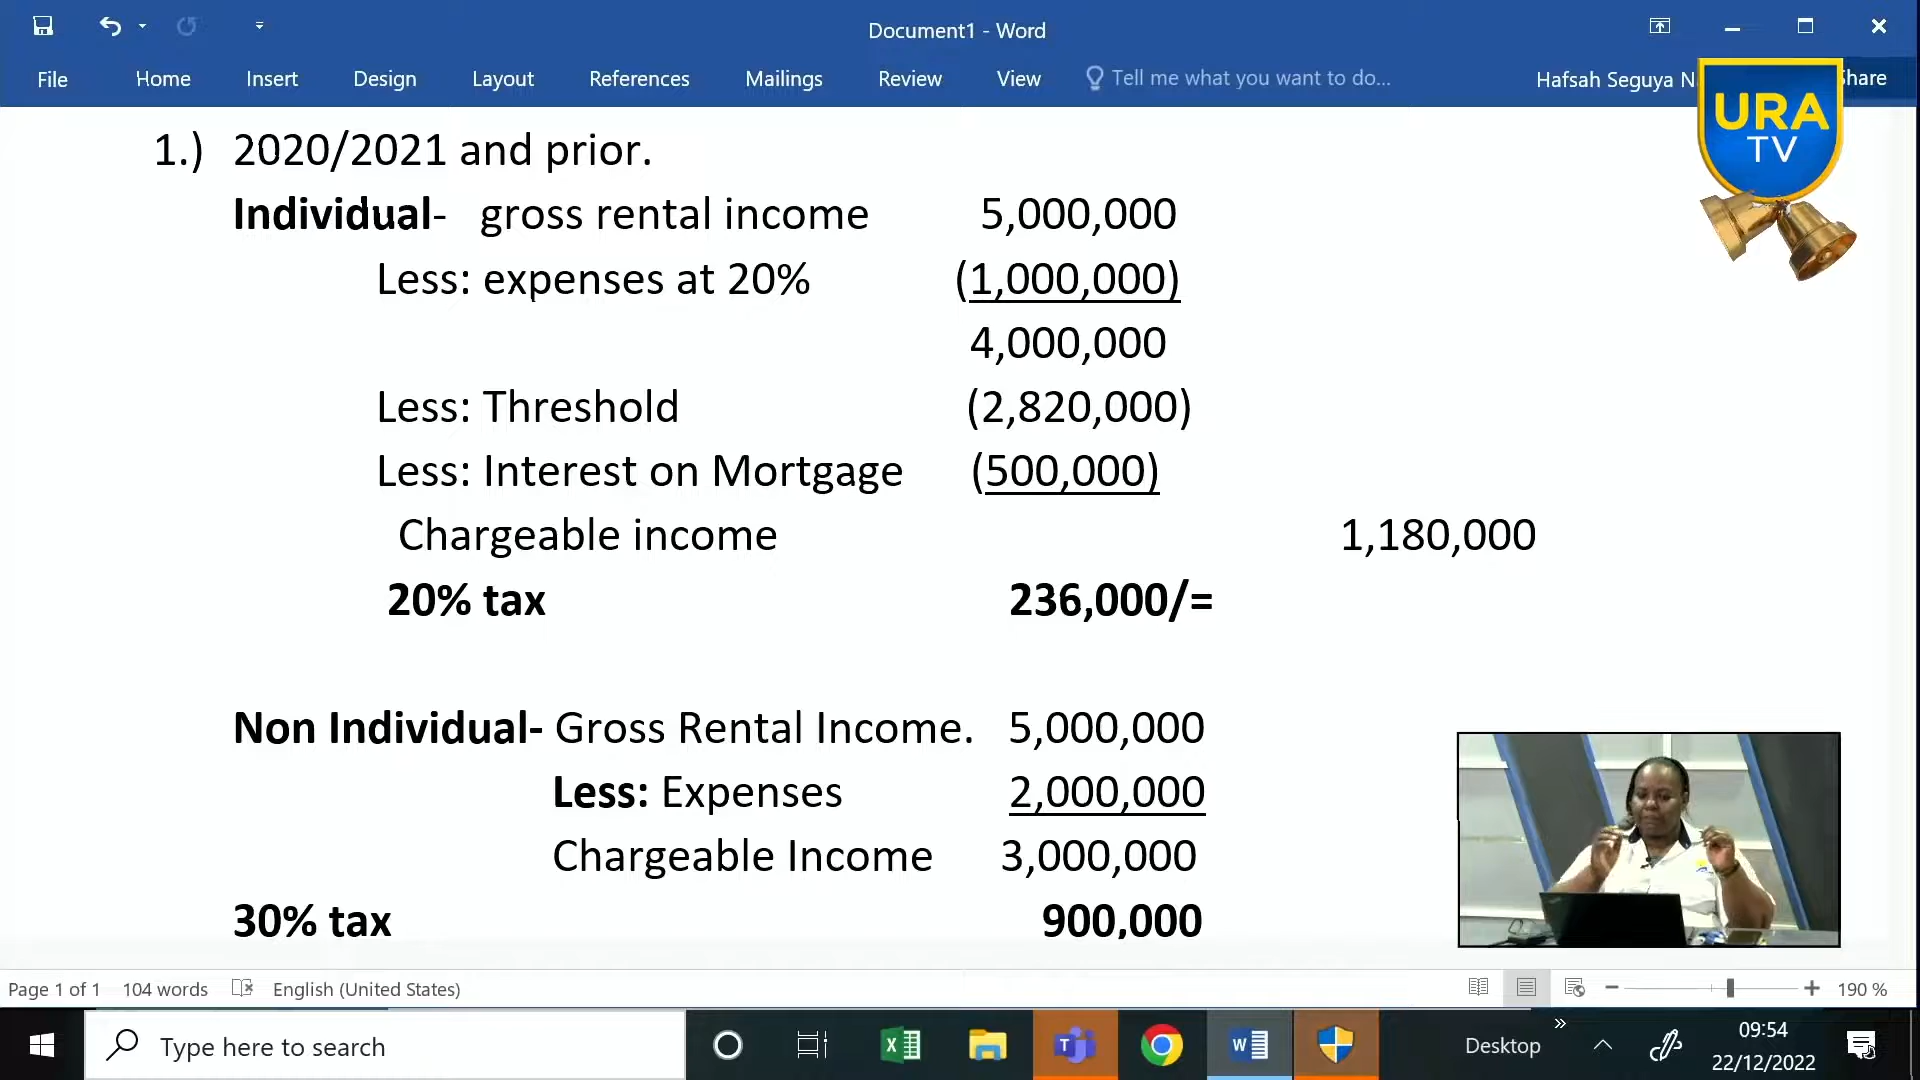 Document1 - Word
File Home Insert Design Layout References Mailings Review View Tell me what you want to do... Hafsah Seguya N Share
URA
TV
1.) 2020/2021 and prior.
Individual- gross rental income 5,000,000
Less: expenses at 20% (1,000,000)
4,000,000
Less: Threshold (2,820,000)
Less: Interest on Mortgage (500,000)
Chargeable income 1,180,000
20% tax 236,000/=
Non Individual- Gross Rental Income. 5,000,000
Less: Expenses 2,000,000
Chargeable Income 3,000,000
30% tax 900,000
Page 1 of 1 104 words English (United States) 190 %
Type here to search Desktop 09:54
22/12/2022